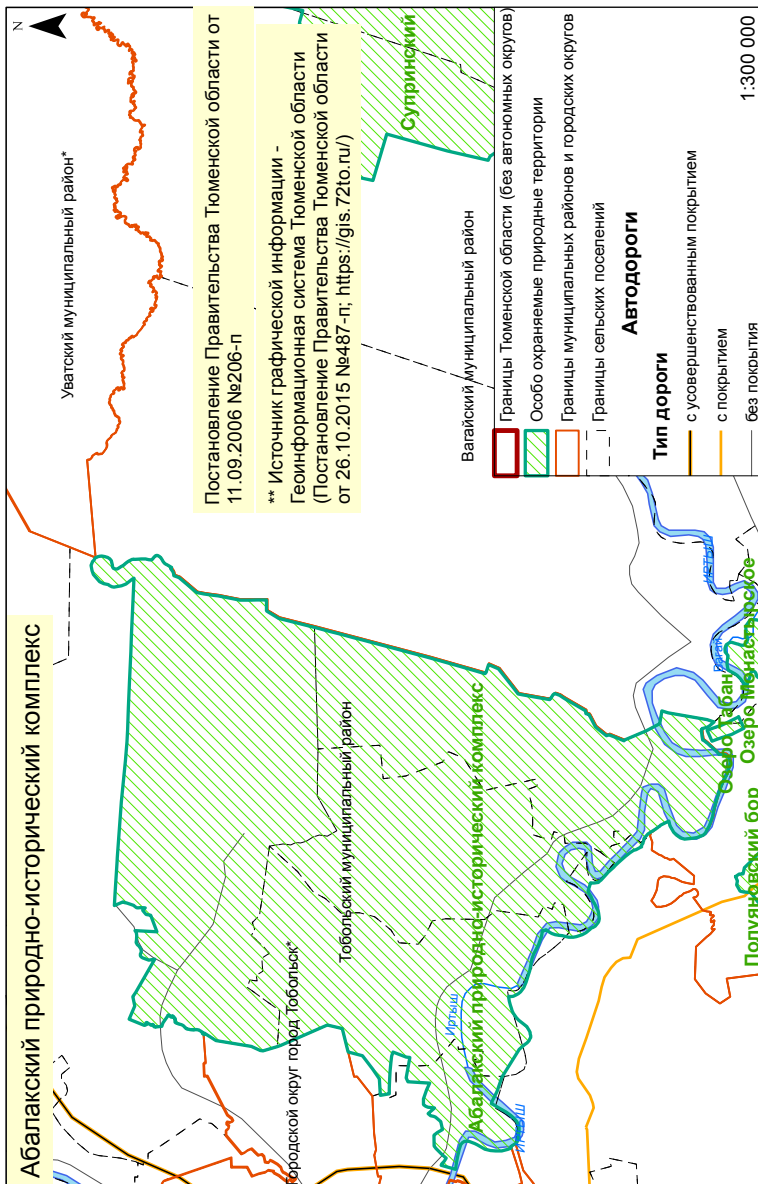 Абалакский природно-исторический комплекс
N
Уватский муниципальный район*
Постановление Правительства Тюменской области от
11.09.2006 №206-п
** Источник графической информации -
Геоинформационная система Тюменской области
(Постановление Правительства Тюменской области
от 26.10.2015 №487-п; https://gis.72to.ru/)
Супринский
Вагайский муниципальный район
Тобольский муниципальный район
Городской округ город Тобольск*
Абалакский природно-исторический комплекс
Иртыш
ИРТЫШ
ИРТЫШ
Вагай
Озеро Кабан
Озеро Монастырское
Полуяновский бор
Границы Тюменской области (без автономных округов)
Особо охраняемые природные территории
Границы муниципальных районов и городских округов
Границы сельских поселений
Автодороги
Тип дороги
с усовершенствованным покрытием
с покрытием
без покрытия
1:300 000